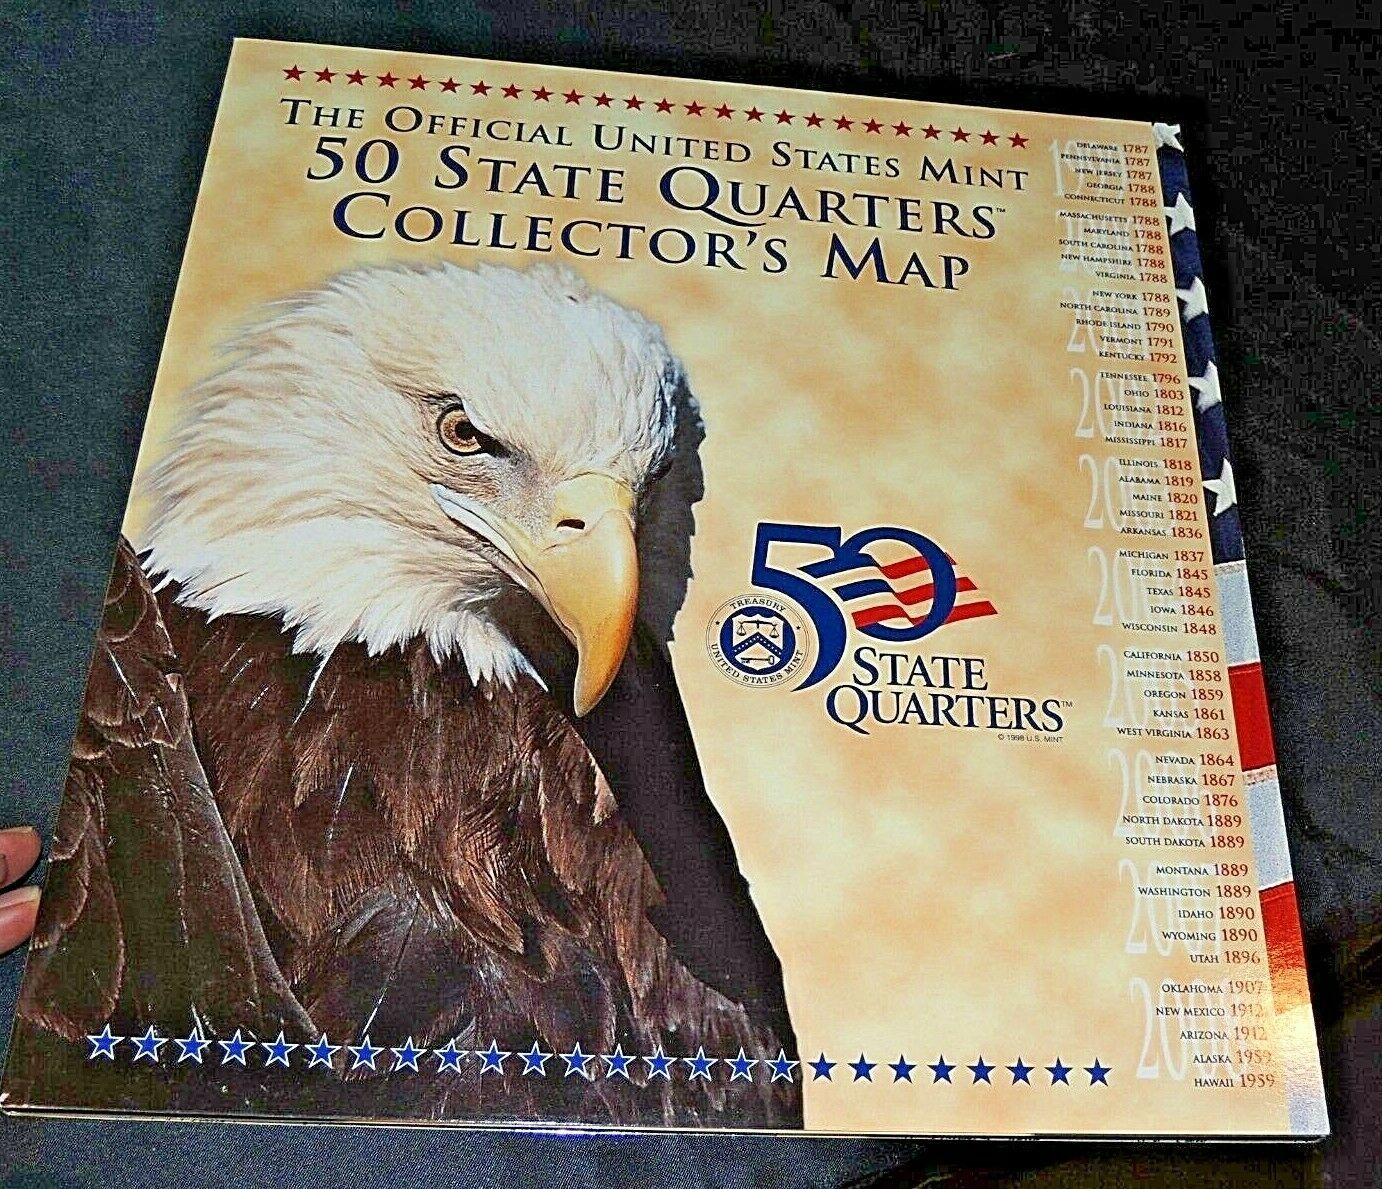 THE OFFICIAL UNITED STATES MINT
50 STATE QUARTERS™
COLLECTOR'S MAP
DELAWARE 1787
PENNSYLVANIA 1787
NEW JERSEY 1787
GEORGIA 1788
CONNECTICUT 1788
MASSACHUSETTS 1788
MARYLAND 1788
SOUTH CAROLINA 1788
NEW HAMPSHIRE 1788
VIRGINIA 1788
NEW YORK 1788
NORTH CAROLINA 1789
RHODE ISLAND 1790
VERMONT 1791
KENTUCKY 1792
TENNESSEE 1796
OHIO 1803
LOUISIANA 1812
INDIANA 1816
MISSISSIPPI 1817
ILLINOIS 1818
ALABAMA 1819
MAINE 1820
MISSOURI 1821
ARKANSAS 1836
MICHIGAN 1837
FLORIDA 1845
TEXAS 1845
IOWA 1846
WISCONSIN 1848
CALIFORNIA 1850
MINNESOTA 1858
OREGON 1859
KANSAS 1861
WEST VIRGINIA 1863
NEVADA 1864
NEBRASKA 1867
COLORADO 1876
NORTH DAKOTA 1889
SOUTH DAKOTA 1889
MONTANA 1889
WASHINGTON 1889
IDAHO 1890
WYOMING 1890
UTAH 1896
OKLAHOMA 1907
NEW MEXICO 1912
ARIZONA 1912
ALASKA 1959
HAWAII 1959
50
TREASURY
UNITED STATES MINT
STATE
QUARTERS™
© 1998 U.S. MINT